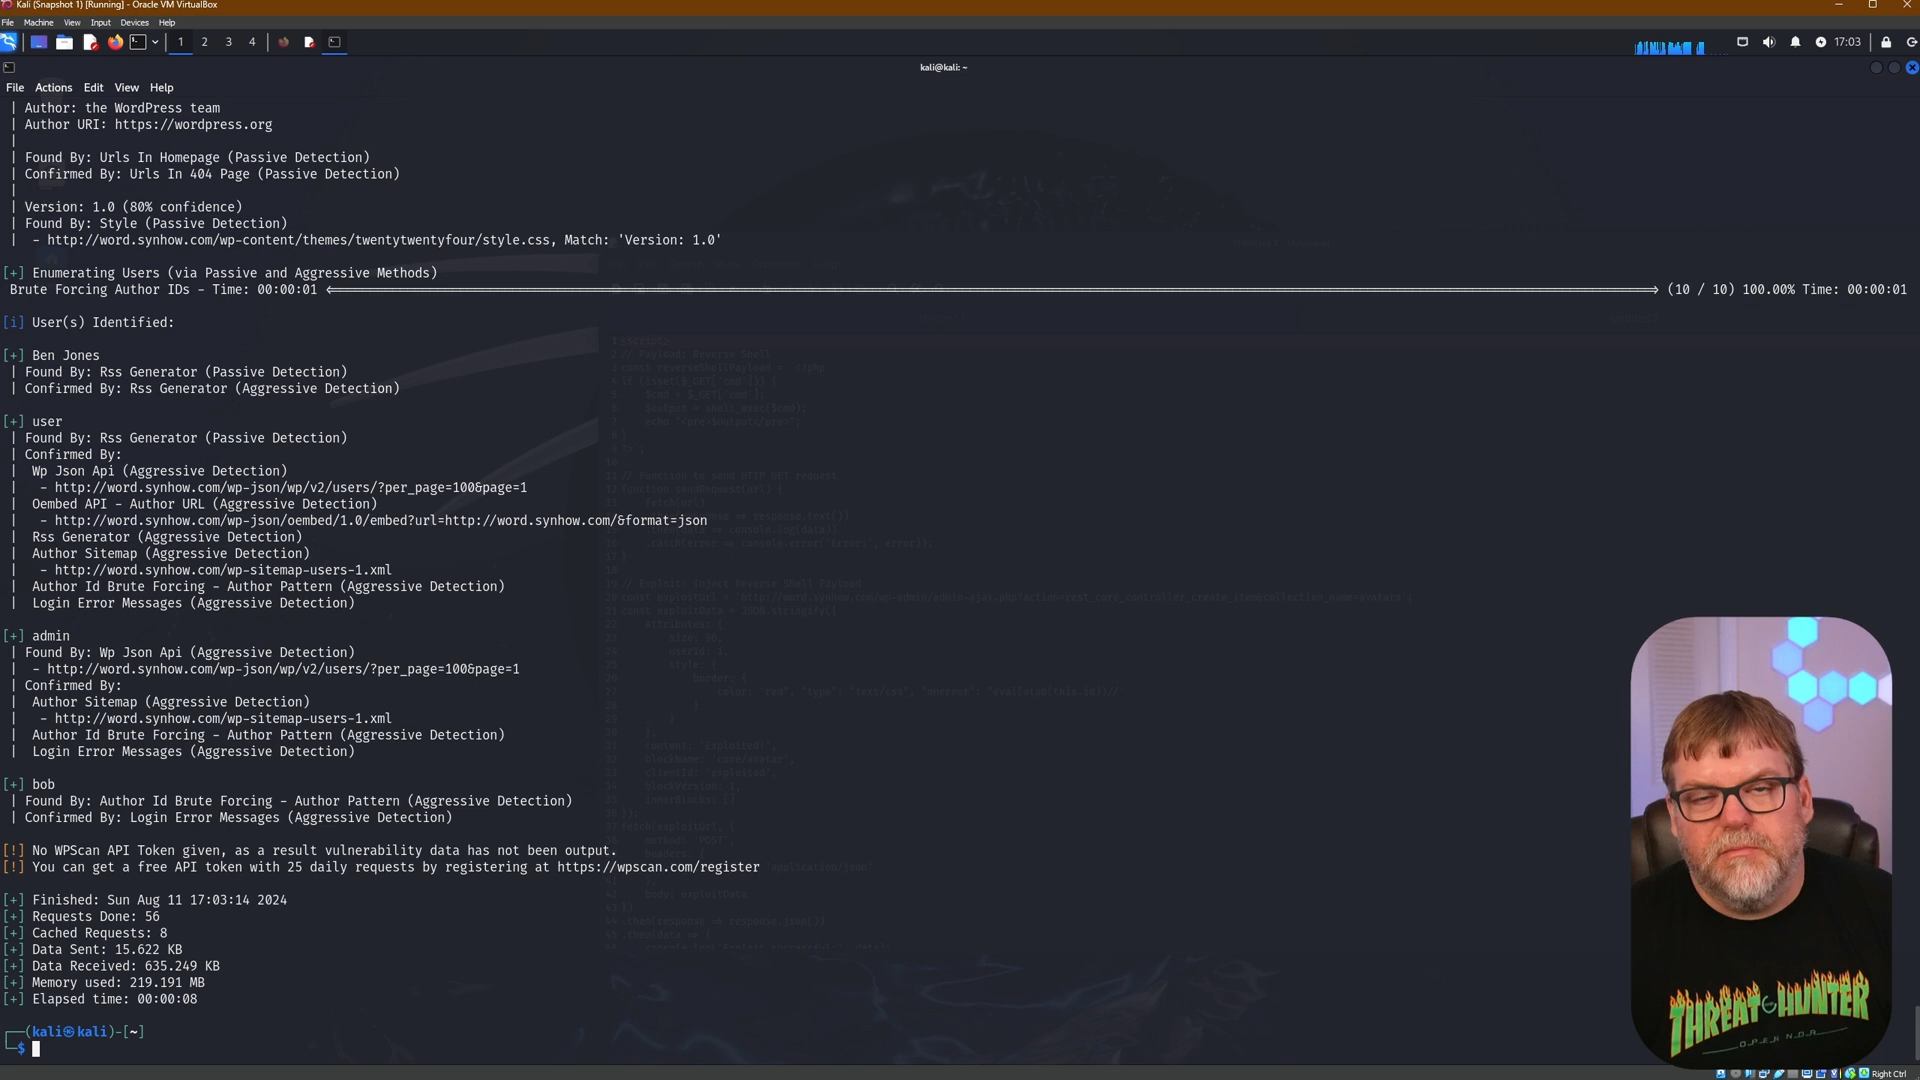 Kali (Snapshot 1) [Running] - Oracle VM VirtualBox
File Machine View Input Devices Help
1 2 3 4 17:03
kali@kali: ~
File Actions Edit View Help
| Author: the WordPress team
| Author URI: https://wordpress.org
|
| Found By: Urls In Homepage (Passive Detection)
| Confirmed By: Urls In 404 Page (Passive Detection)
|
| Version: 1.0 (80% confidence)
| Found By: Style (Passive Detection)
| - http://word.synhow.com/wp-content/themes/twentytwentyfour/style.css, Match: 'Version: 1.0'
[+] Enumerating Users (via Passive and Aggressive Methods)
Brute Forcing Author IDs - Time: 00:00:01 <==> (10 / 10) 100.00% Time: 00:00:01
[i] User(s) Identified:
[+] Ben Jones
| Found By: Rss Generator (Passive Detection)
| Confirmed By: Rss Generator (Aggressive Detection)
[+] user
| Found By: Rss Generator (Passive Detection)
| Confirmed By:
| Wp Json Api (Aggressive Detection)
| - http://word.synhow.com/wp-json/wp/v2/users/?per_page=100&page=1
| Oembed API - Author URL (Aggressive Detection)
| - http://word.synhow.com/wp-json/oembed/1.0/embed?url=http://word.synhow.com/&format=json
| Rss Generator (Aggressive Detection)
| Author Sitemap (Aggressive Detection)
| - http://word.synhow.com/wp-sitemap-users-1.xml
| Author Id Brute Forcing - Author Pattern (Aggressive Detection)
| Login Error Messages (Aggressive Detection)
[+] admin
| Found By: Wp Json Api (Aggressive Detection)
| - http://word.synhow.com/wp-json/wp/v2/users/?per_page=100&page=1
| Confirmed By:
| Author Sitemap (Aggressive Detection)
| - http://word.synhow.com/wp-sitemap-users-1.xml
| Author Id Brute Forcing - Author Pattern (Aggressive Detection)
| Login Error Messages (Aggressive Detection)
[+] bob
| Found By: Author Id Brute Forcing - Author Pattern (Aggressive Detection)
| Confirmed By: Login Error Messages (Aggressive Detection)
[!] No WPScan API Token given, as a result vulnerability data has not been output.
[!] You can get a free API token with 25 daily requests by registering at https://wpscan.com/register
[+] Finished: Sun Aug 11 17:03:14 2024
[+] Requests Done: 56
[+] Cached Requests: 8
[+] Data Sent: 15.622 KB
[+] Data Received: 635.249 KB
[+] Memory used: 219.191 MB
[+] Elapsed time: 00:00:08
(kali㉿kali)-[~]
$
THREAT HUNTER
Right Ctrl